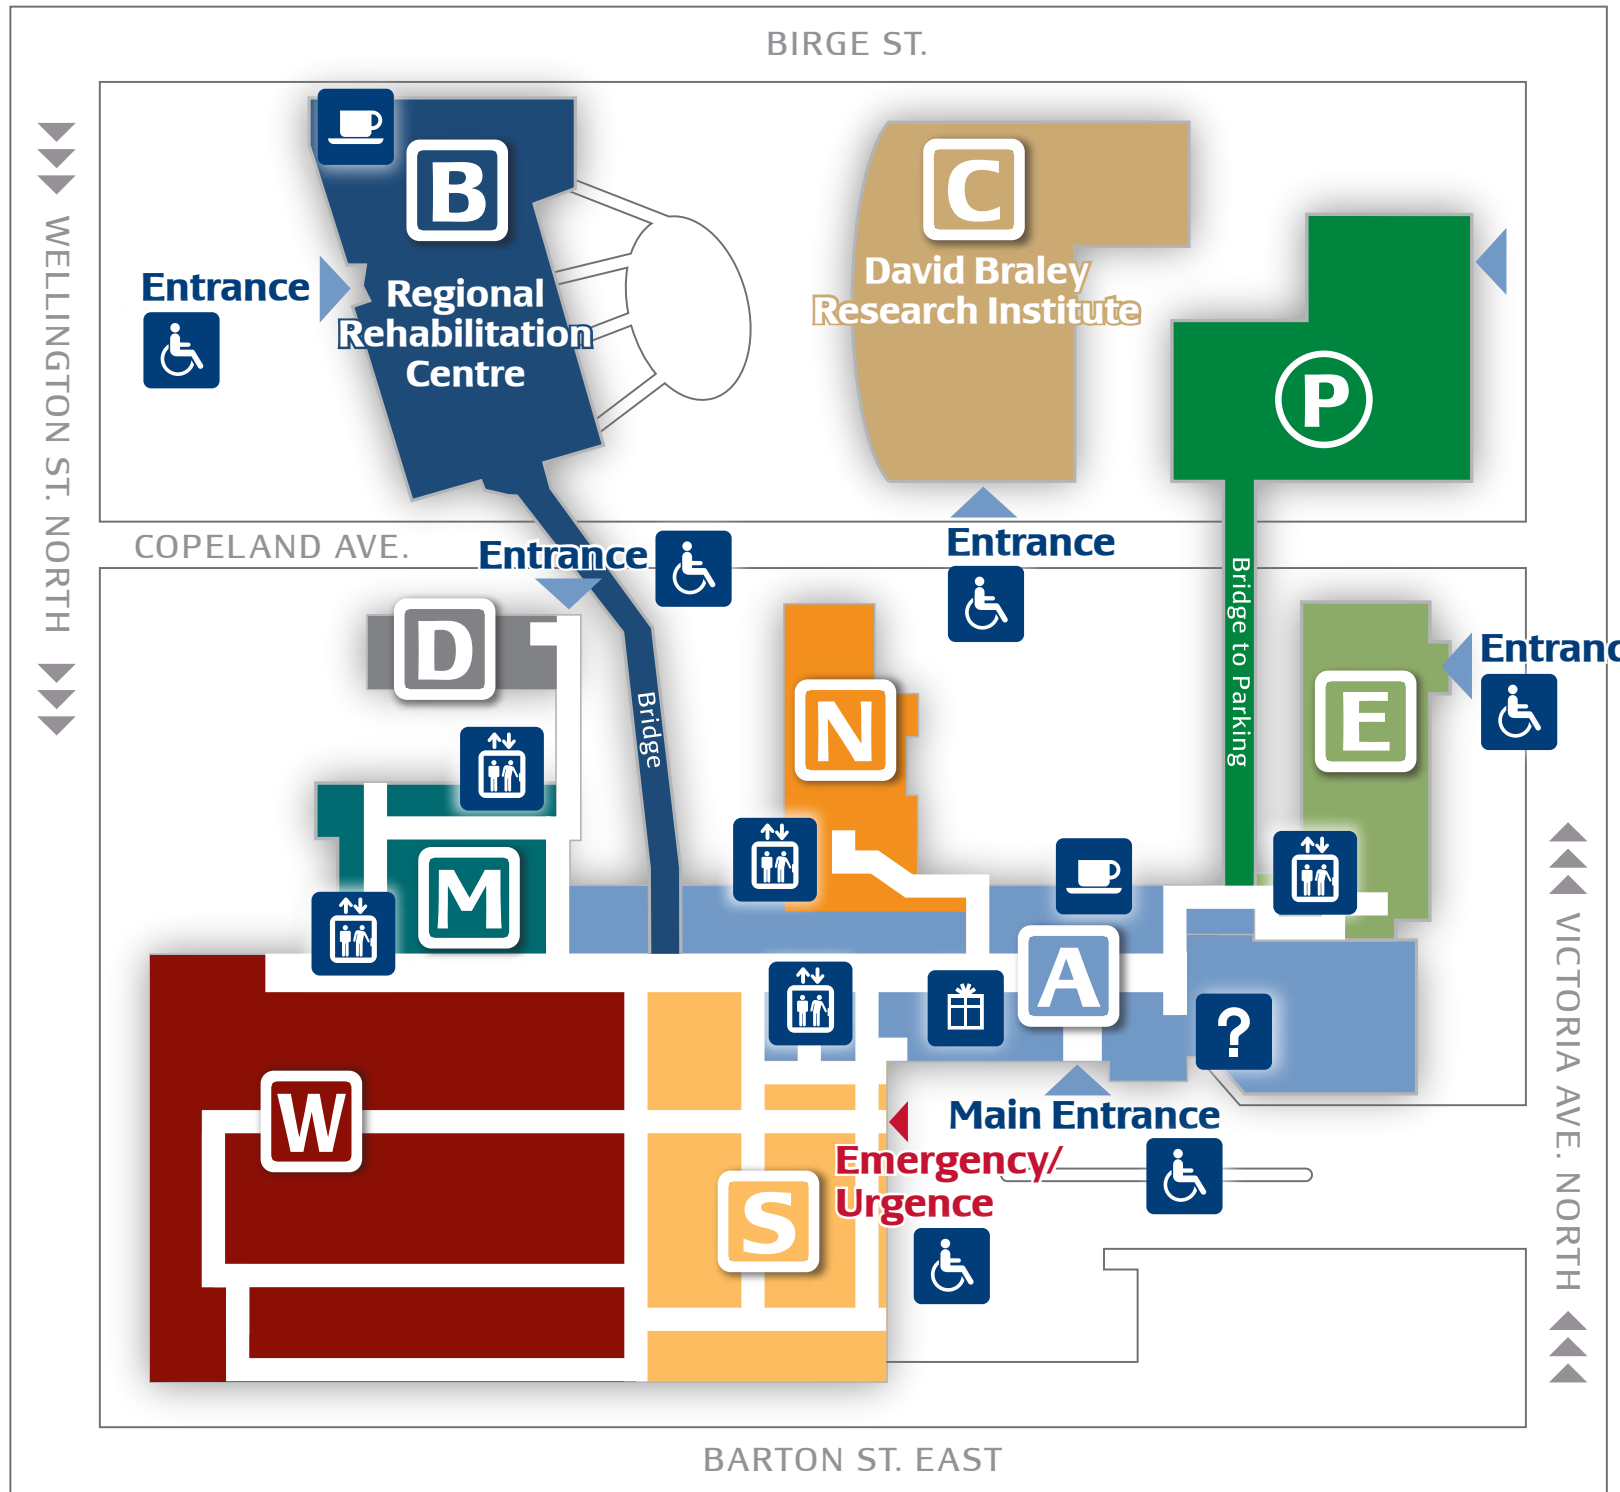 BIRGE ST.
WELLINGTON ST. NORTH
B
Regional
Rehabilitation
Centre
Entrance
C
David Braley
Research Institute
P
COPELAND AVE.
Entrance
Entrance
Bridge
Bridge to Parking
D
N
E
Entranc
M
A
?
W
S
Main Entrance
Emergency/
Urgence
VICTORIA AVE. NORTH
BARTON ST. EAST